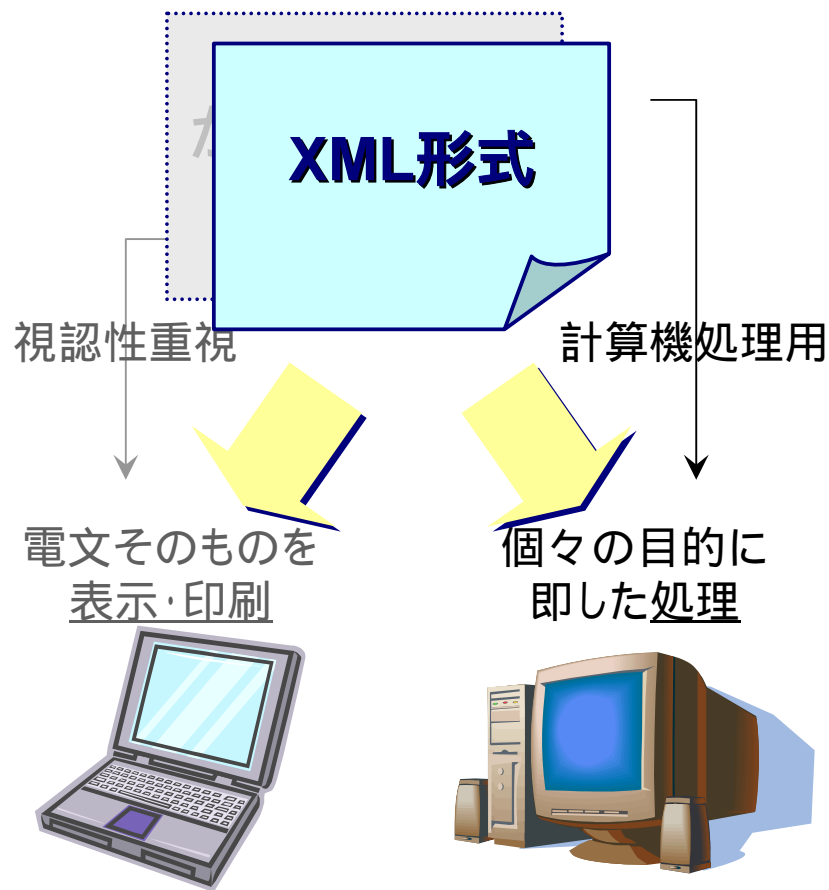 XML形式
視認性重視
計算機処理用
電文そのものを
表示・印刷
個々の目的に
即した処理